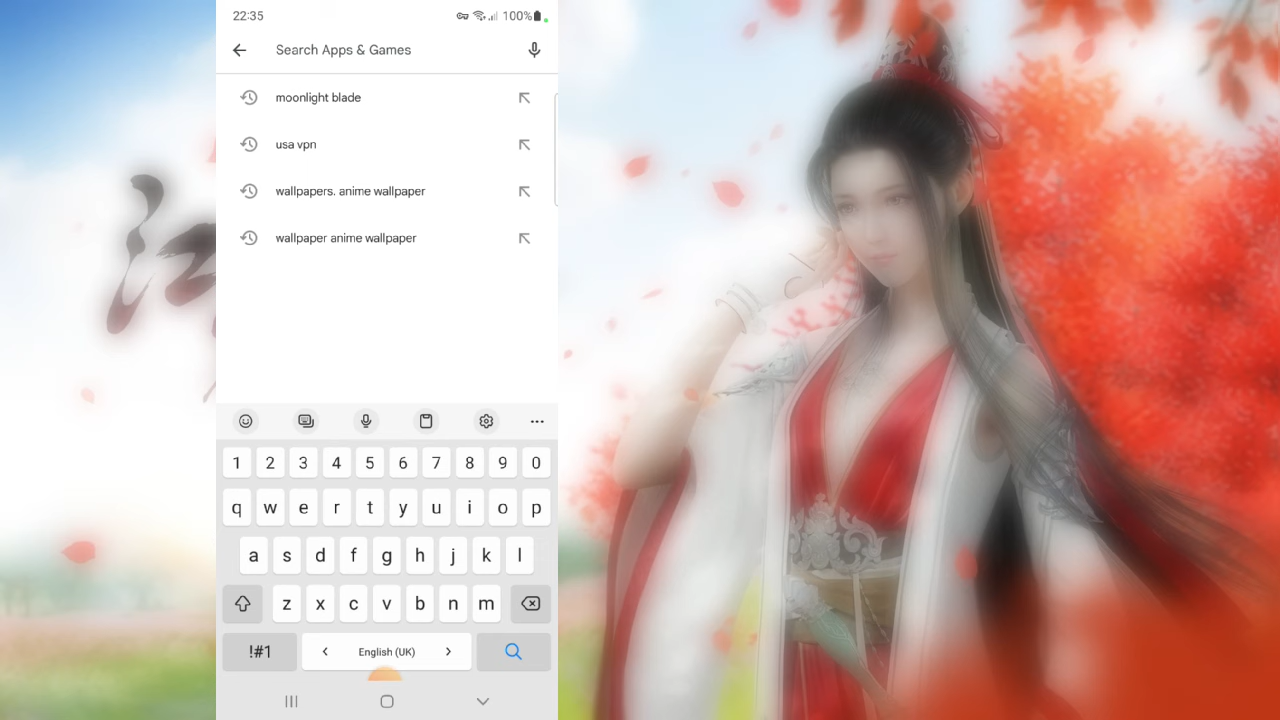 22:35
100%
Search Apps & Games
moonlight blade
usa vpn
wallpapers. anime wallpaper
wallpaper anime wallpaper
江
1 2 3 4 5 6 7 8 9 0
q w e r t y u i o p
a s d f g h j k l
z x c v b n m
!#1 English (UK)